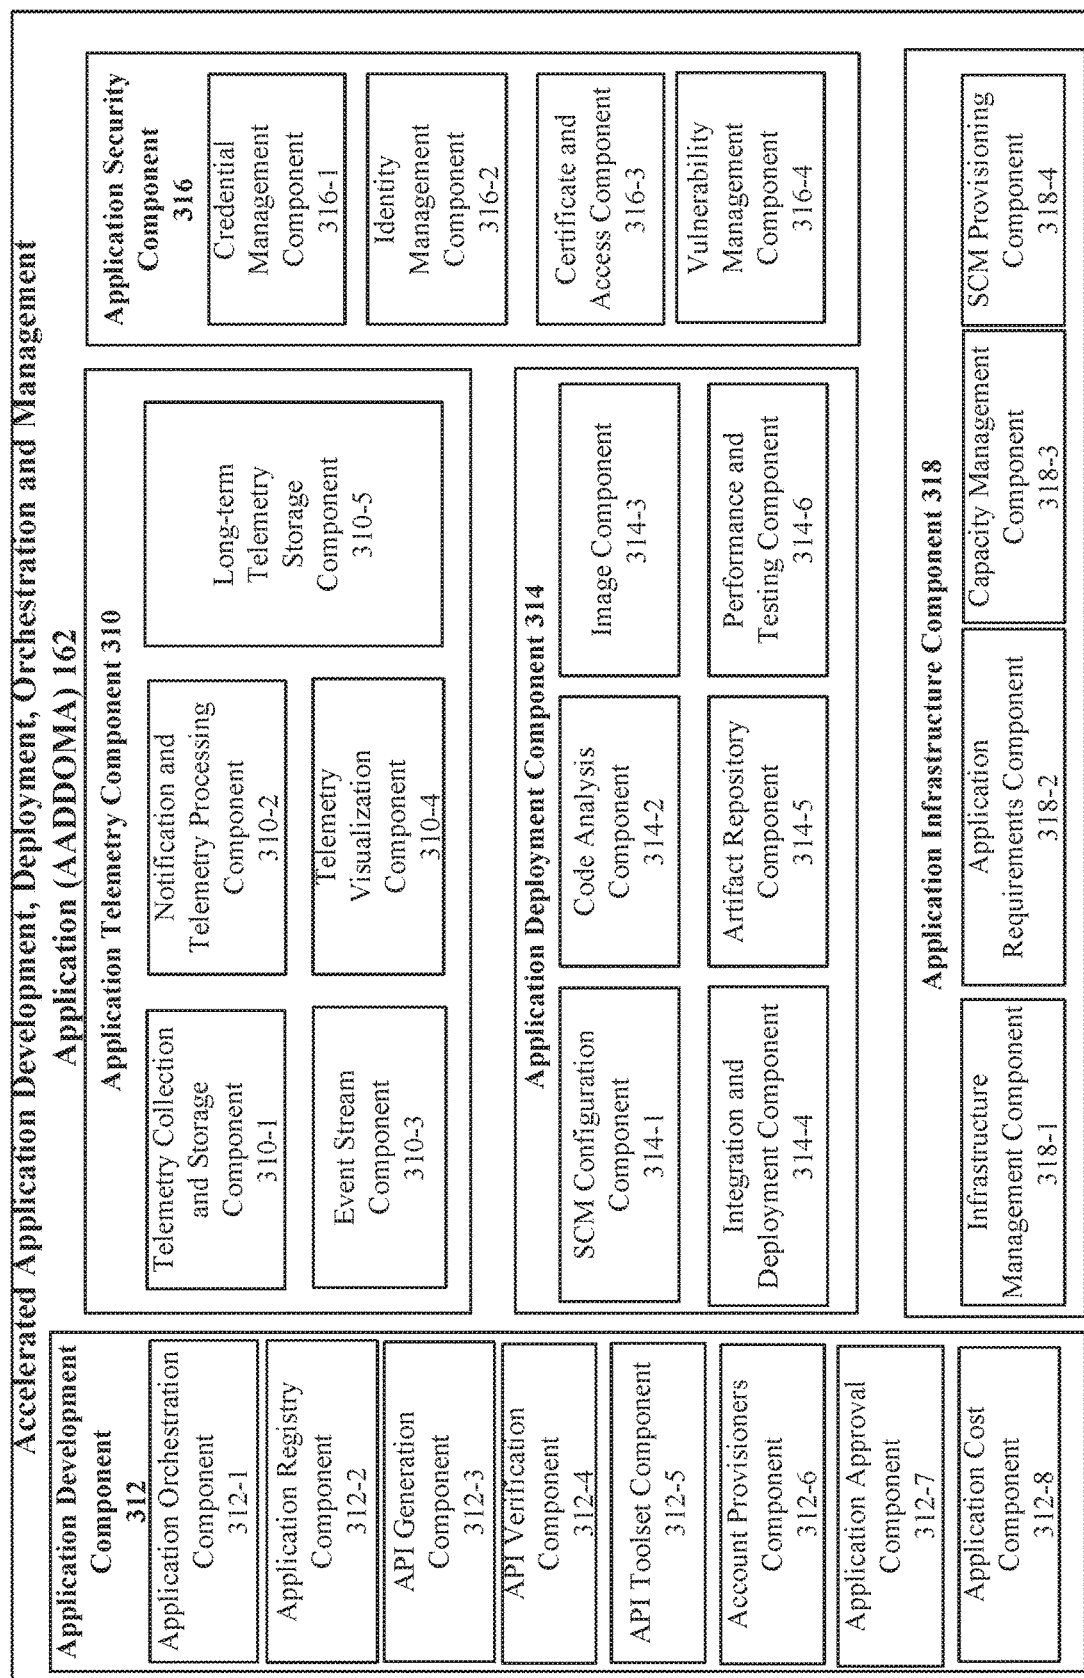 Accelerated Application Development, Deployment, Orchestration and Management
Application (AADDOMA) 162
Application Development
Component
312
Application Orchestration
Component
312-1
Application Registry
Component
312-2
API Generation
Component
312-3
API Verification
Component
312-4
API Toolset Component
312-5
Account Provisioners
Component
312-6
Application Approval
Component
312-7
Application Cost
Component
312-8
Application Telemetry Component 310
Telemetry Collection
and Storage
Component
310-1
Notification and
Telemetry Processing
Component
310-2
Event Stream
Component
310-3
Telemetry
Visualization
Component
310-4
Long-term
Telemetry
Storage
Component
310-5
Application Deployment Component 314
SCM Configuration
Component
314-1
Code Analysis
Component
314-2
Image Component
314-3
Integration and
Deployment Component
314-4
Artifact Repository
Component
314-5
Performance and
Testing Component
314-6
Application Security
Component
316
Credential
Management
Component
316-1
Identity
Management
Component
316-2
Certificate and
Access Component
316-3
Vulnerability
Management
Component
316-4
Application Infrastructure Component 318
Infrastructure
Management Component
318-1
Application
Requirements Component
318-2
Capacity Management
Component
318-3
SCM Provisioning
Component
318-4